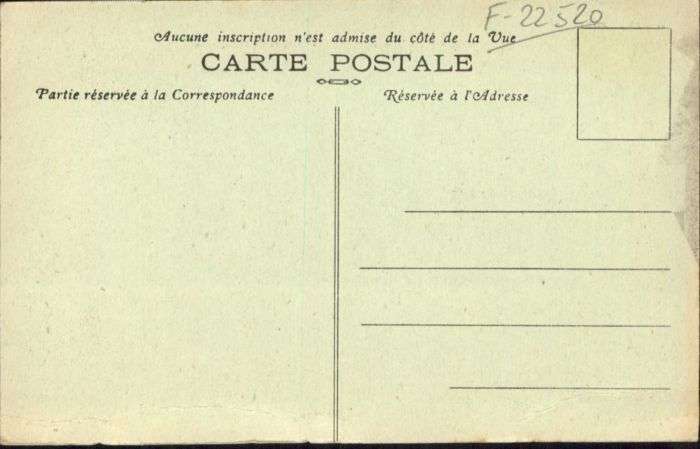 F-22520
Aucune inscription n'est admise du côté de la Vue
CARTE POSTALE
Partie réservée à la Correspondance
Réservée à l'Adresse